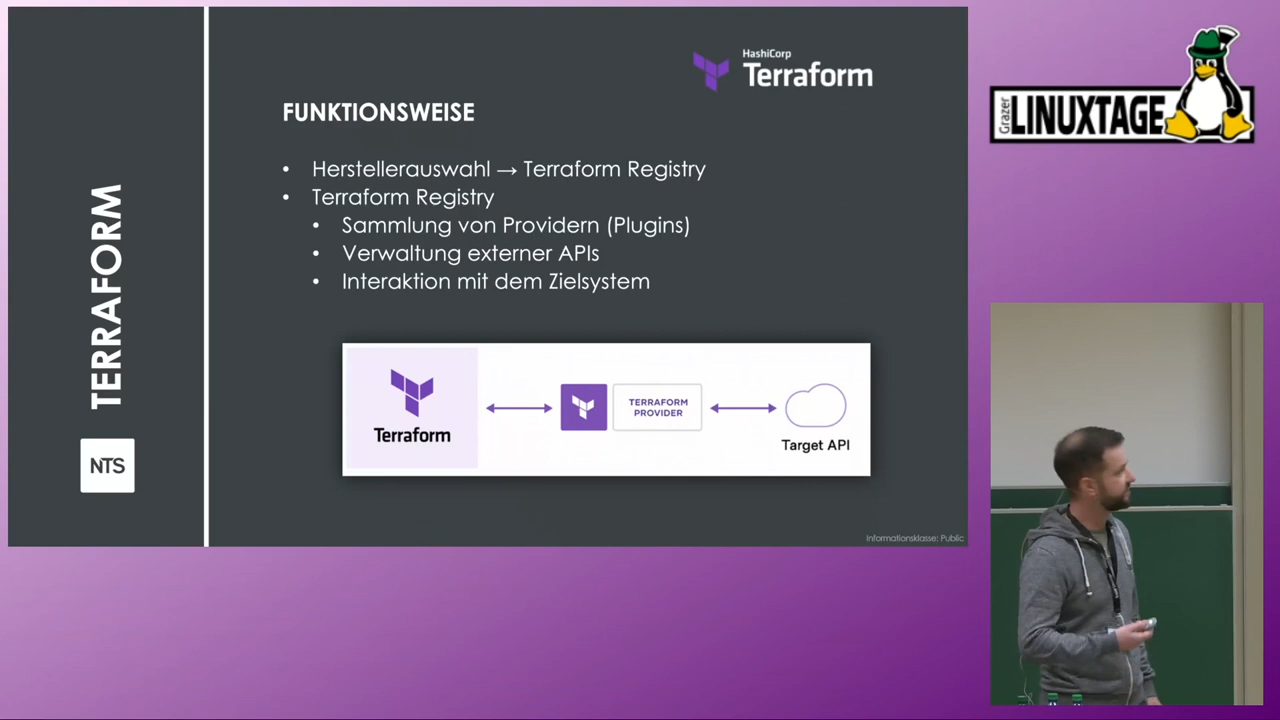 TERRAFORM
NTS
HashiCorp
Terraform
FUNKTIONSWEISE
• Herstellerauswahl → Terraform Registry
• Terraform Registry
• Sammlung von Providern (Plugins)
• Verwaltung externer APIs
• Interaktion mit dem Zielsystem
Terraform
TERRAFORM
PROVIDER
Target API
Informationsklasse: Public
Grazer
LINUXTAGE